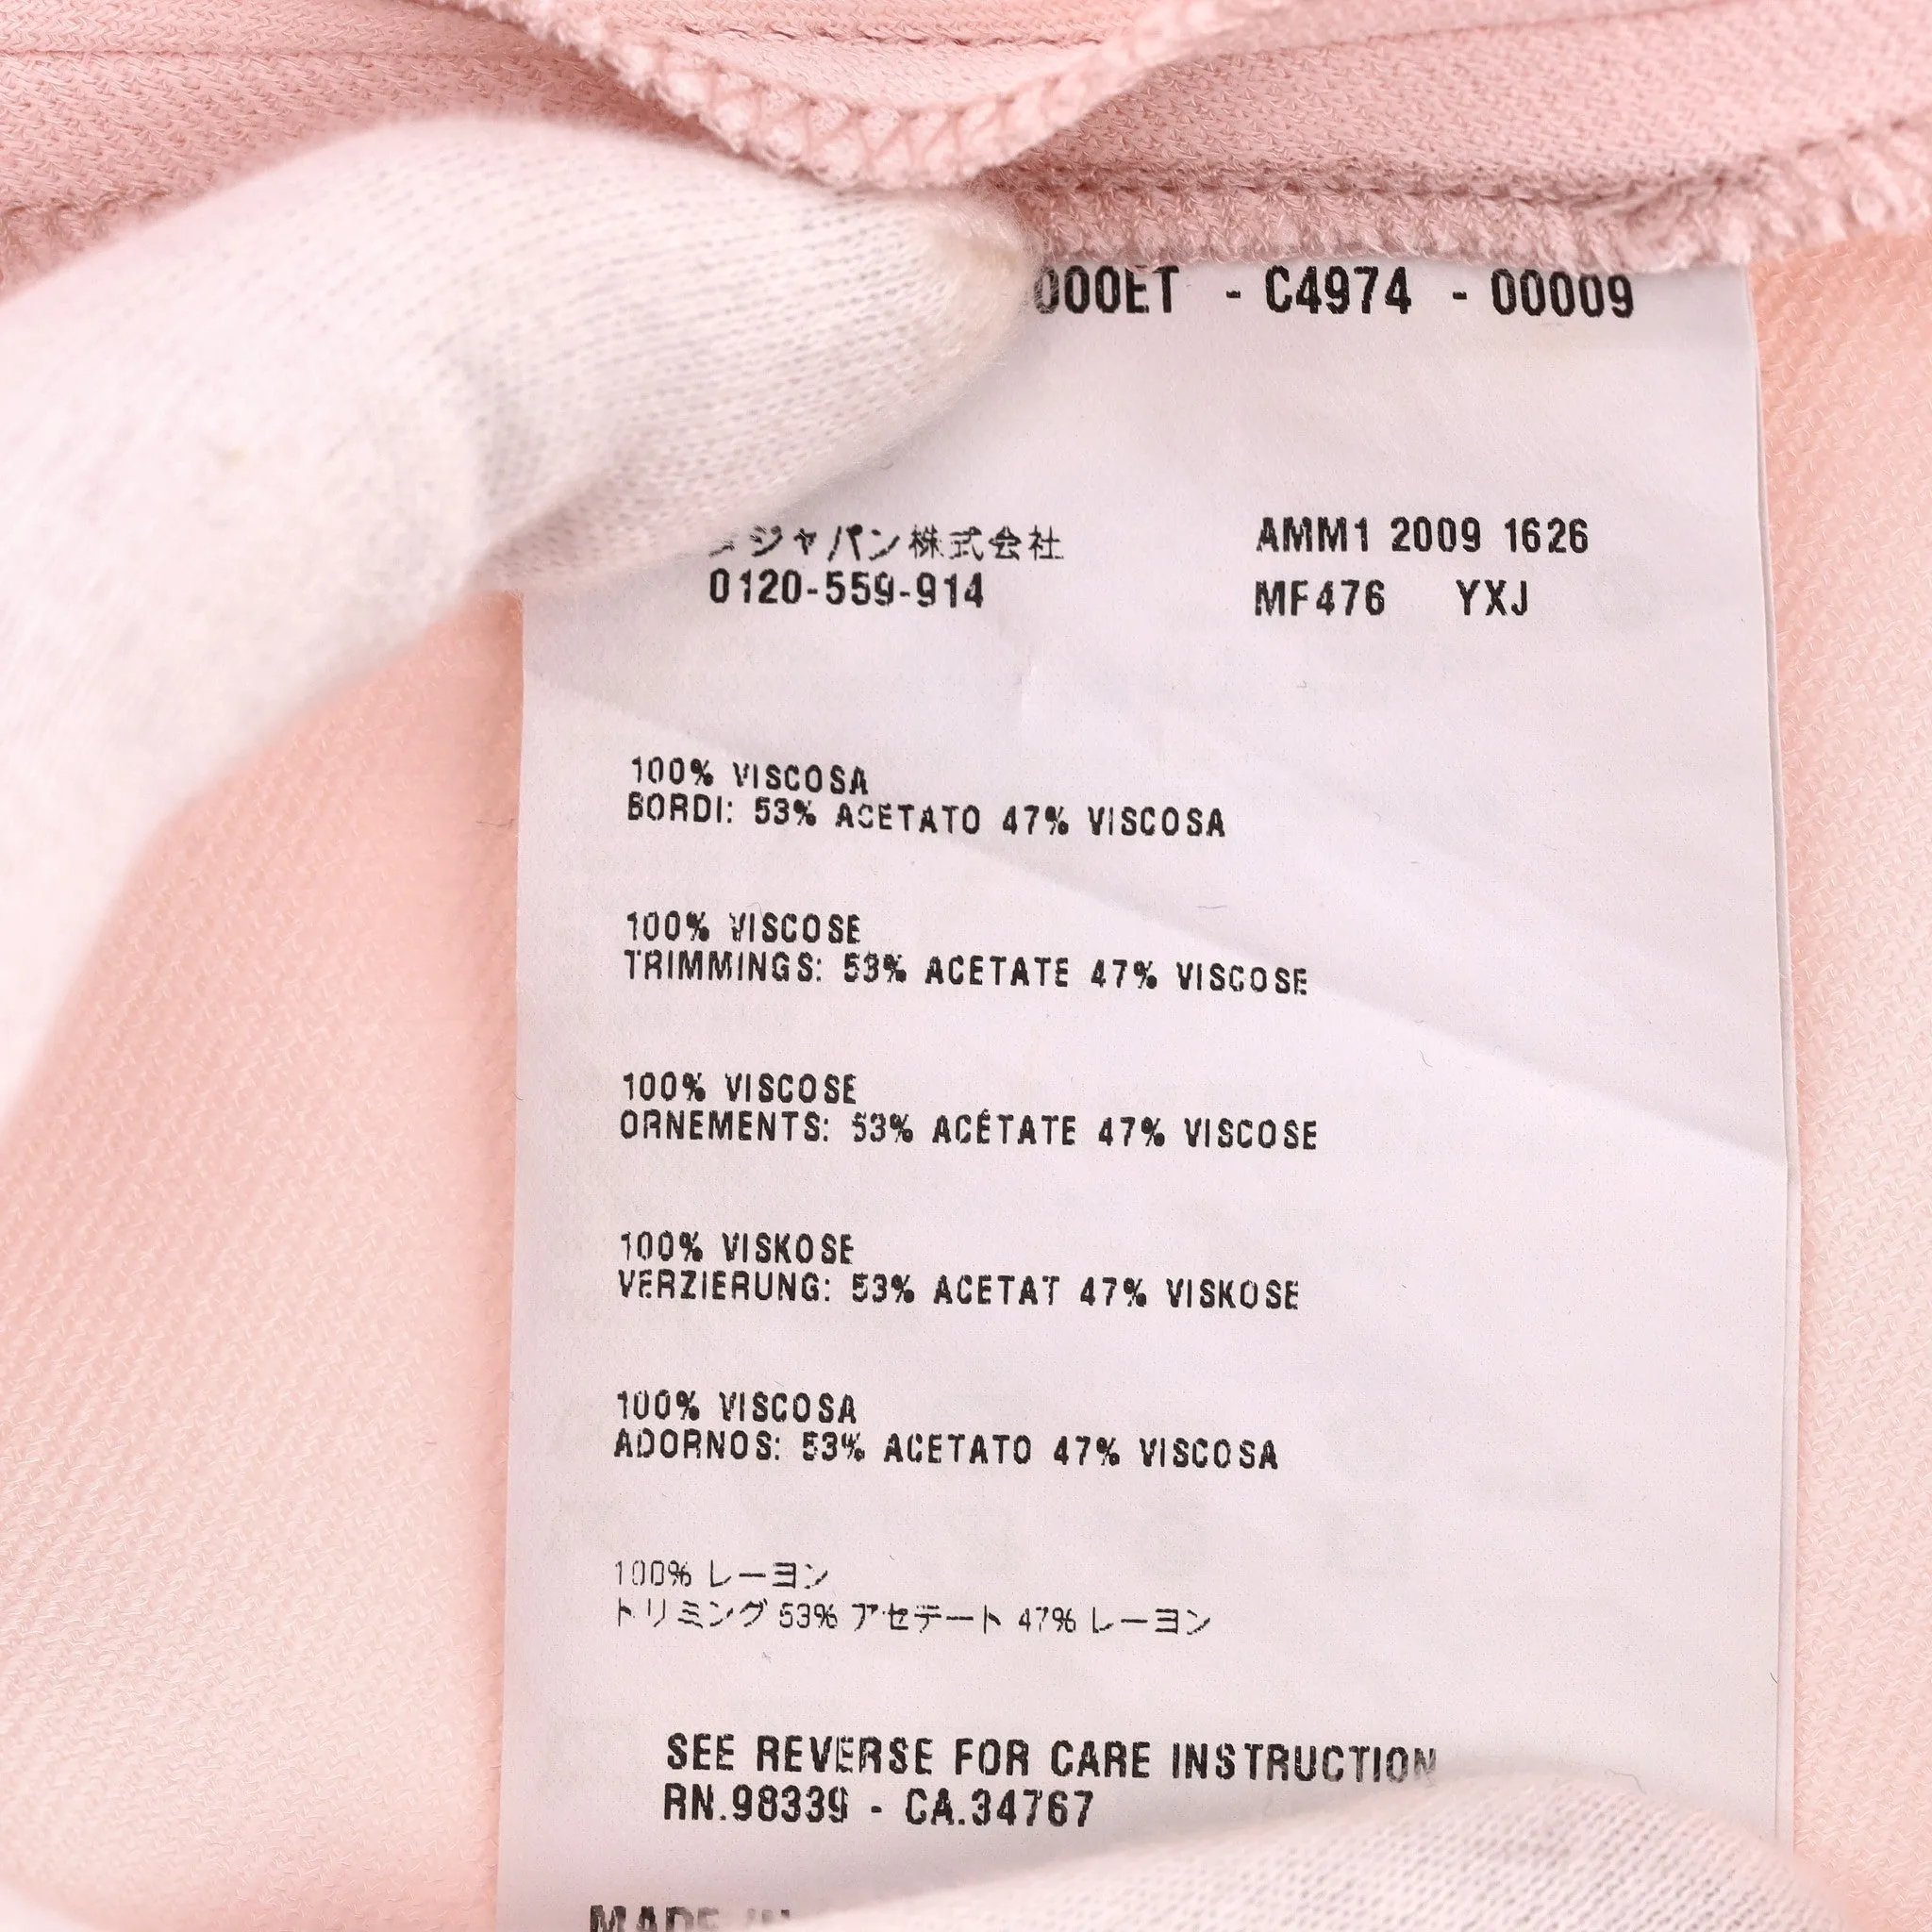 000ET - C4974 - 00009
ジャパン株式会社
0120-559-914
AMM1 2009 1626
MF476 YXJ
100% VISCOSA
BORDI: 53% ACETATO 47% VISCOSA
100% VISCOSE
TRIMMINGS: 53% ACETATE 47% VISCOSE
100% VISCOSE
ORNEMENTS: 53% ACÉTATE 47% VISCOSE
100% VISKOSE
VERZIERUNG: 53% ACETAT 47% VISKOSE
100% VISCOSA
ADORNOS: 53% ACETATO 47% VISCOSA
100% レーヨン
トリミング 53% アセテート 47% レーヨン
SEE REVERSE FOR CARE INSTRUCTION
RN.98339 - CA.34767
MADE IN